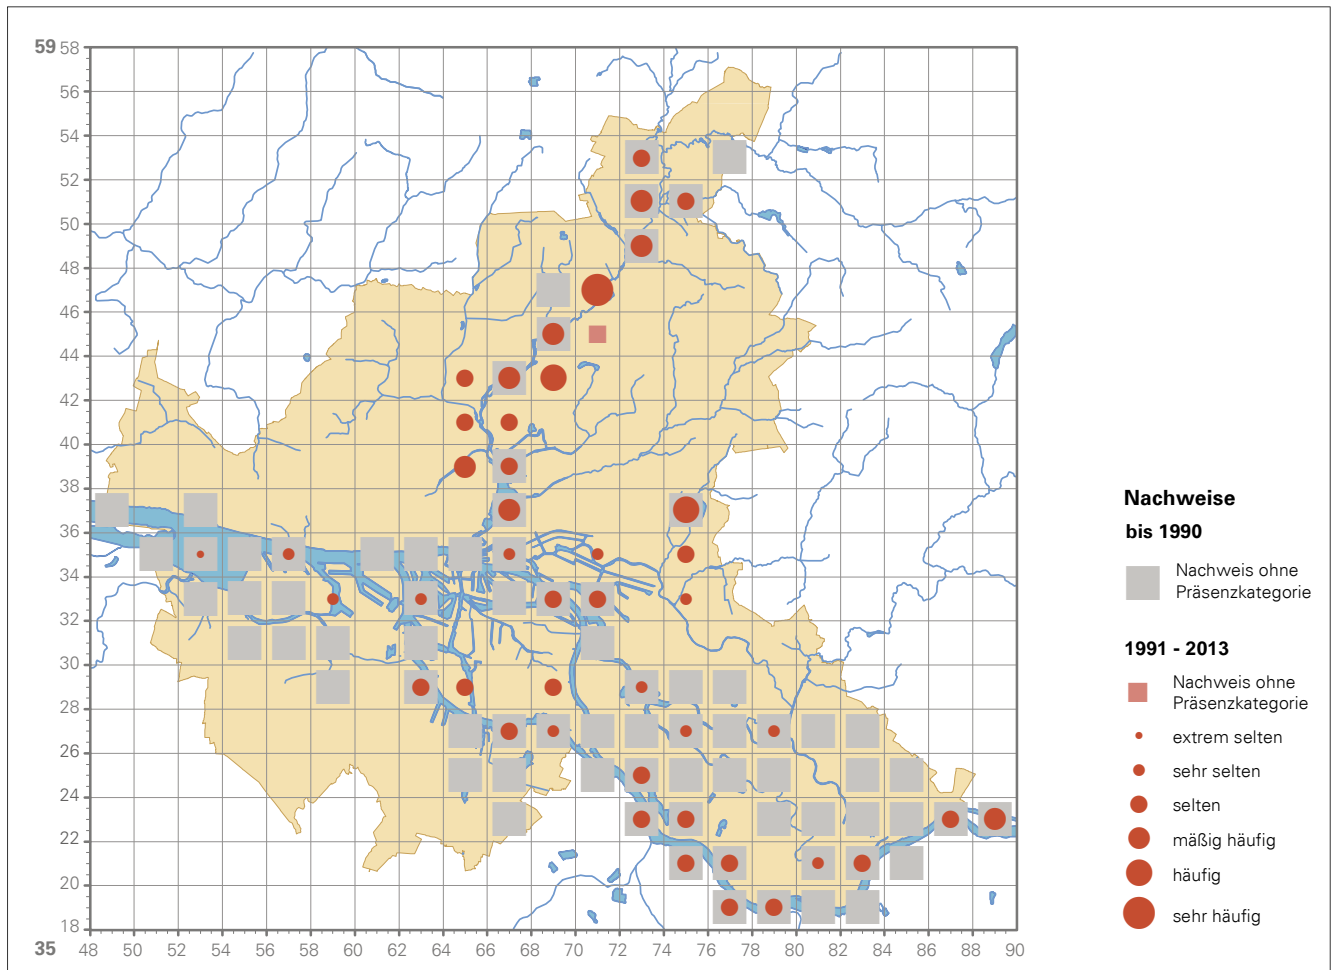 59 58
56
54
52
50
48
46
44
42
40
38
36
34
32
30
28
26
24
22
20
18
35 48 50 52 54 56 58 60 62 64 66 68 70 72 74 76 78 80 82 84 86 88 90
Nachweise
bis 1990
Nachweis ohne
Präsenzkategorie
1991 - 2013
Nachweis ohne
Präsenzkategorie
extrem selten
sehr selten
selten
mäßig häufig
häufig
sehr häufig